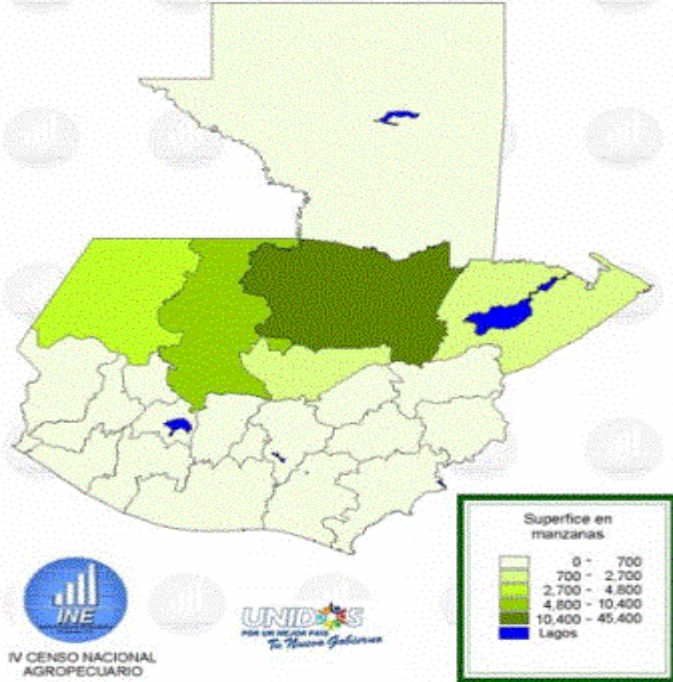 Superfice en
manzanas
0 - 700
700 - 2,700
2,700 - 4,800
4,800 - 10,400
10,400 - 45,400
Lagos
INE
IV CENSO NACIONAL
AGROPECUARIO
UNIDOS
POR UN MEJOR PAIS
Tu Nuevo Gobierno